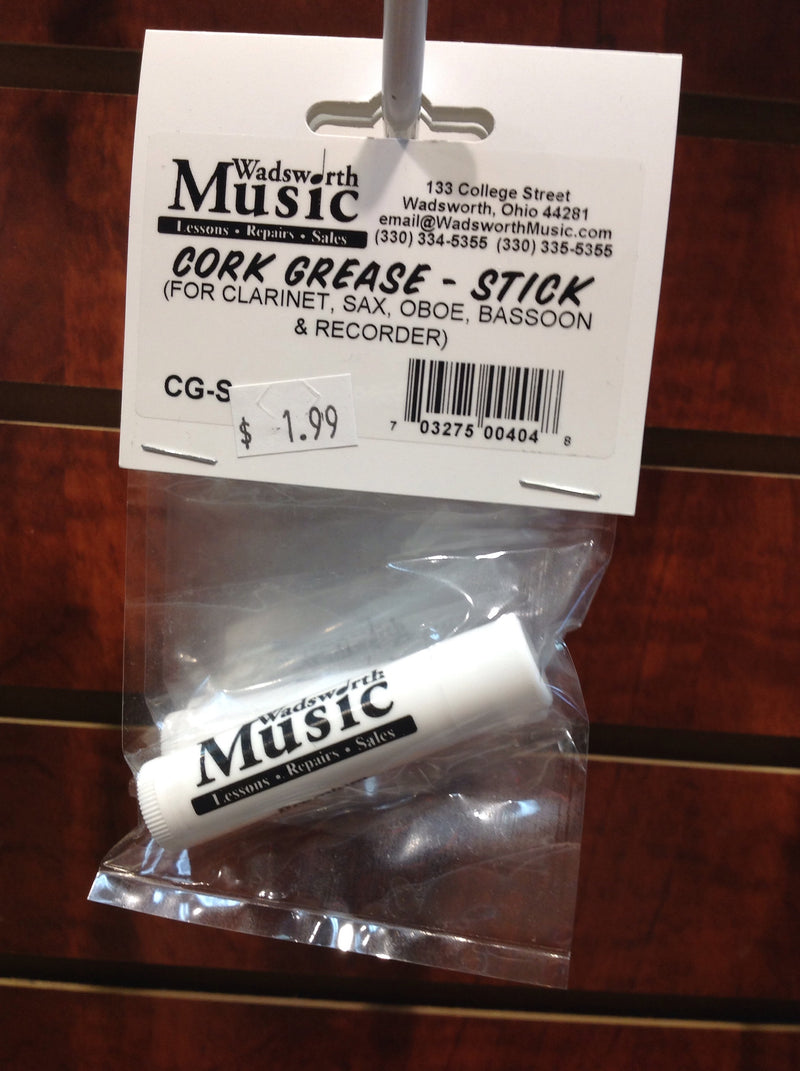 Wadsworth
Music
Lessons • Repairs • Sales
133 College Street
Wadsworth, Ohio 44281
email@WadsworthMusic.com
(330) 334-5355 (330) 335-5355
CORK GREASE - STICK
(FOR CLARINET, SAX, OBOE, BASSOON
& RECORDER)
CG-S
$ 1.99
7 03275 00404 8
Wadsworth
Music
Lessons • Repairs • Sales